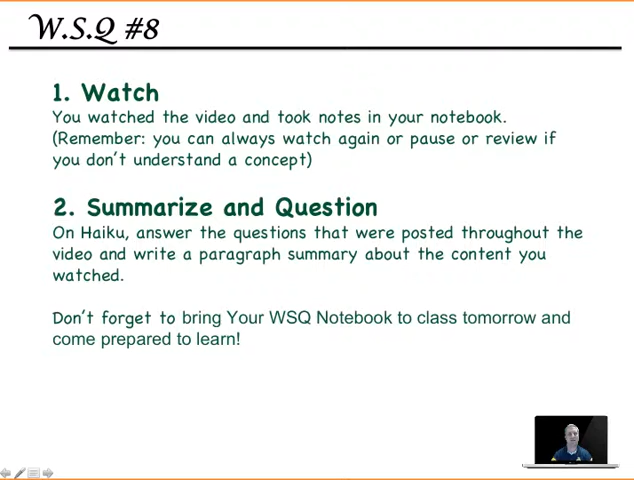 W.S.Q #8
1. Watch
You watched the video and took notes in your notebook.
(Remember: you can always watch again or pause or review if
you don't understand a concept)
2. Summarize and Question
On Haiku, answer the questions that were posted throughout the
video and write a paragraph summary about the content you
watched.
Don't forget to bring Your WSQ Notebook to class tomorrow and
come prepared to learn!